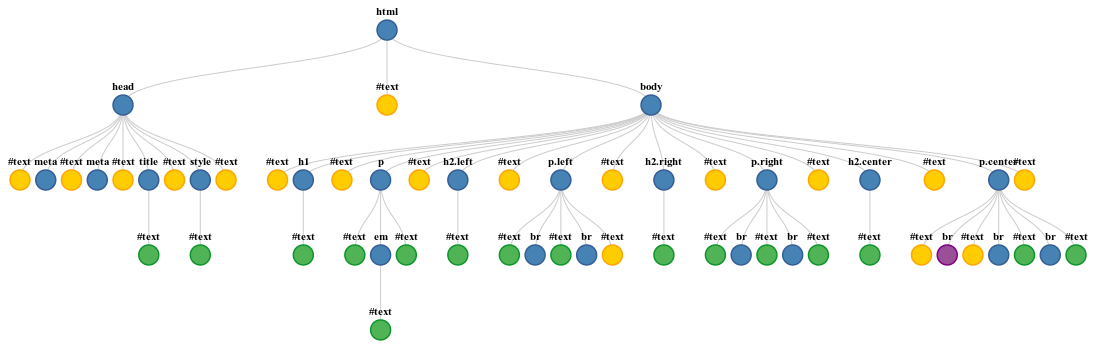 html
head #text body
#text meta #text meta #text title #text style #text #text h1 #text p #text h2.left #text p.left #text h2.right #text p.right #text h2.center #text p.center #text
#text #text #text #text em #text #text #text br #text br #text #text #text br #text br #text #text #text br #text br #text br #text
#text